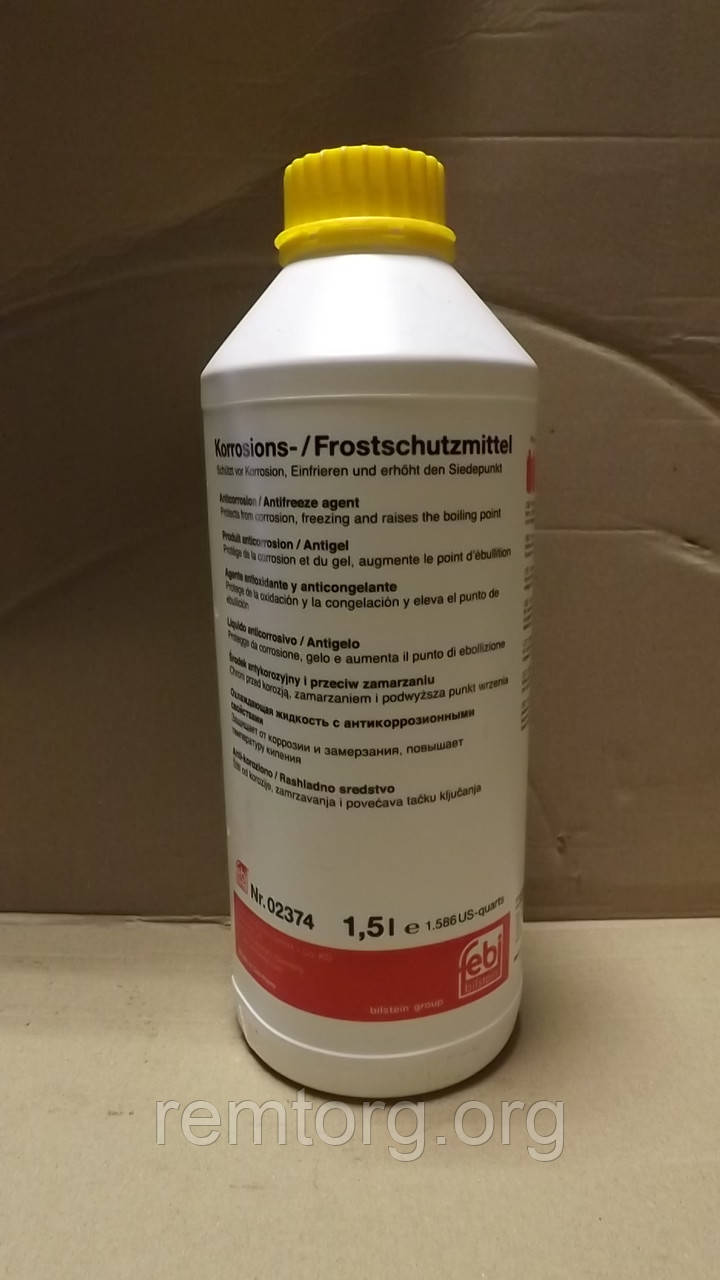 Korrosions-/Frostschutzmittel
Schützt vor Korrosion, Einfrieren und erhöht den Siedepunkt
Anticorrosion / Antifreeze agent
Protects from corrosion, freezing and raises the boiling point
Produit anticorrosion / Antigel
Protège de la corrosion et du gel, augmente le point d'ébullition
Agente antioxidante y anticongelante
Protege de la oxidación y la congelación y eleva el punto de
ebullición
Líquido anticorrosivo / Antigelo
Protegge da corrosione, gelo e aumenta il punto di ebollizione
Środek antykorozyjny i przeciw zamarzaniu
Chroni przed korozją, zamarzaniem i podwyższa punkt wrzenia
Охлаждающая жидкость с антикоррозионными
свойствами
Защищает от коррозии и замерзания, повышает
температуру кипения
Anti-koroziono / Rashladno sredstvo
Štiti od korozije, zamrzavanja i povećava tačku ključanja
Nr. 02374
1,5 l e 1.586 US-quarts
febi
bilstein
bilstein group
remtorg.org